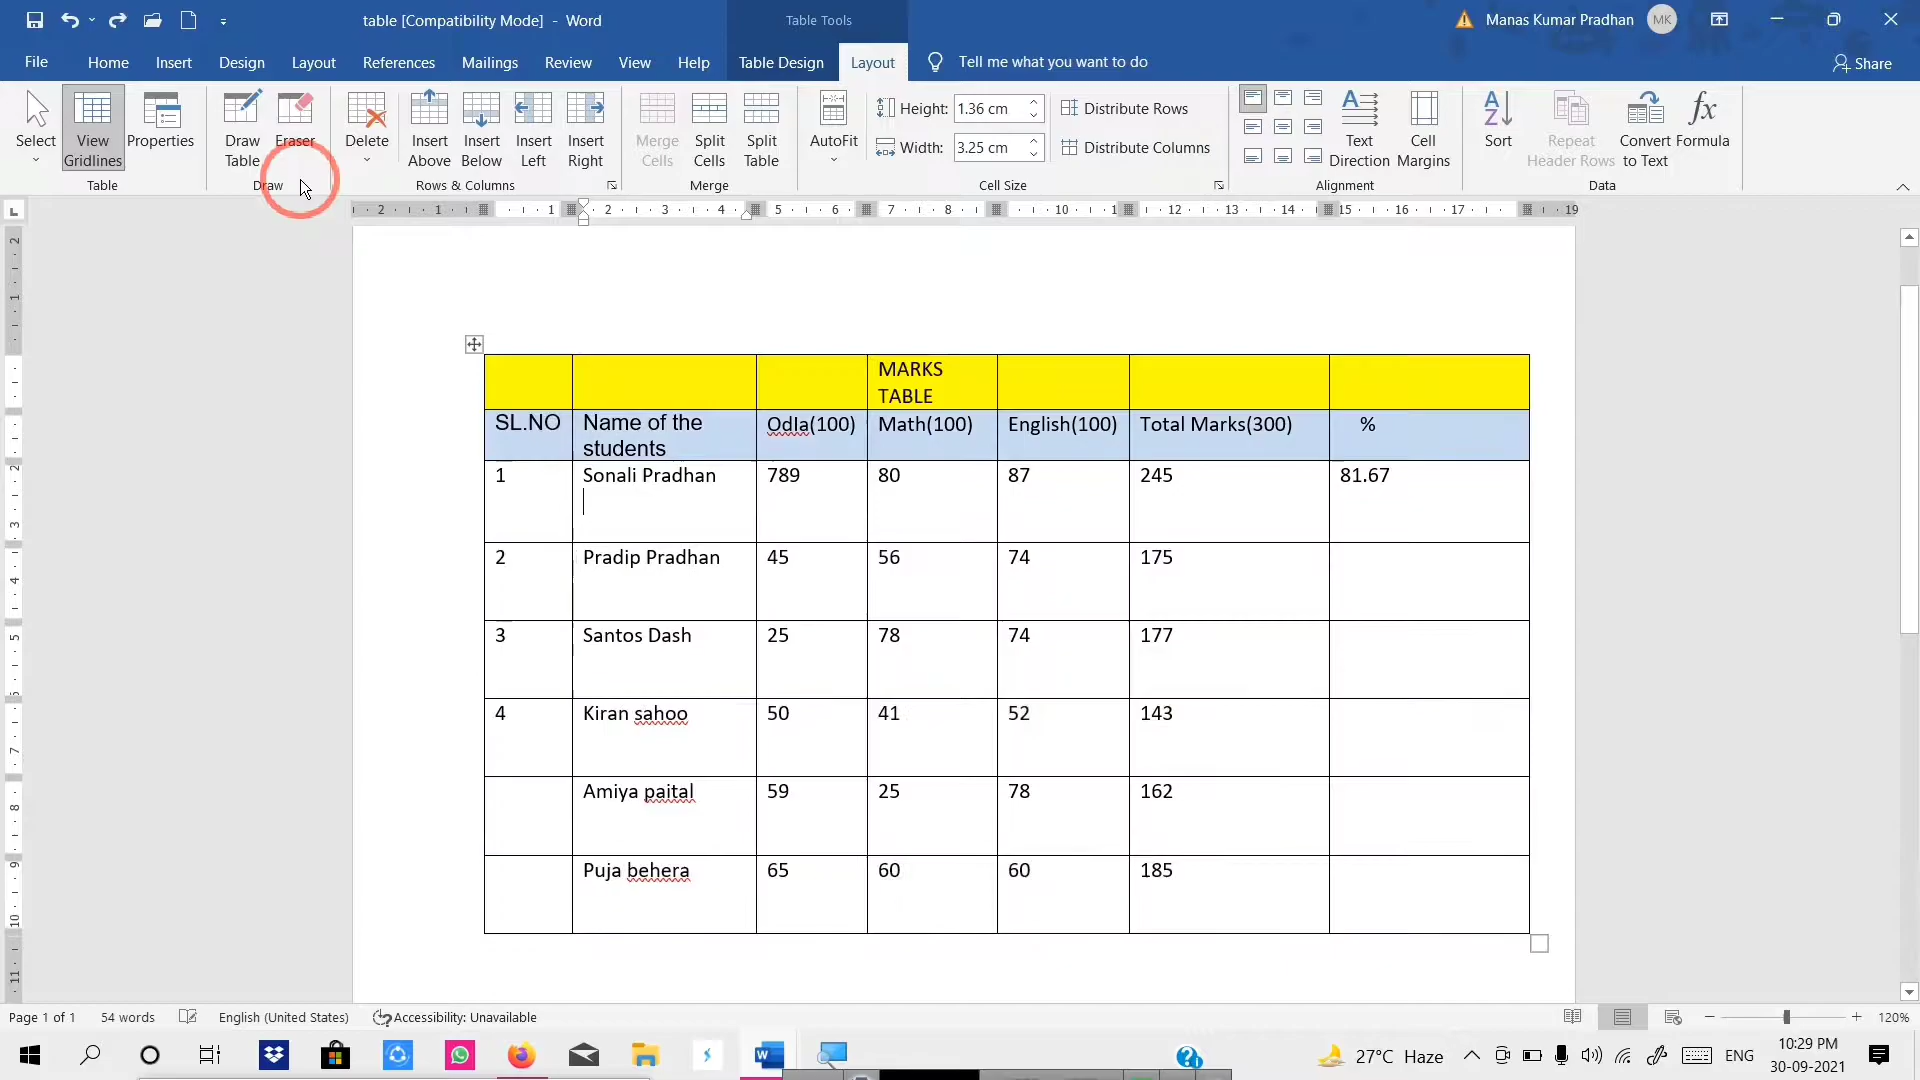 table [Compatibility Mode] - Word
Table Tools
Manas Kumar Pradhan
MK
File
Home
Insert
Design
Layout
References
Mailings
Review
View
Help
Table Design
Layout
Tell me what you want to do
Share
Select
View Gridlines
Properties
Draw Table
Eraser
Delete
Insert Above
Insert Below
Insert Left
Insert Right
Merge Cells
Split Cells
Split Table
AutoFit
Height: 1.36 cm
Width: 3.25 cm
Distribute Rows
Distribute Columns
Text Direction
Cell Margins
Sort
Repeat Header Rows
Convert to Text
Formula
Table
Draw
Rows & Columns
Merge
Cell Size
Alignment
Data
MARKS
TABLE
SL.NO
Name of the
students
Odla(100)
Math(100)
English(100)
Total Marks(300)
%
1 Sonali Pradhan 789 80 87 245 81.67
2 Pradip Pradhan 45 56 74 175
3 Santos Dash 25 78 74 177
4 Kiran sahoo 50 41 52 143
Amiya paital 59 25 78 162
Puja behera 65 60 60 185
Page 1 of 1
54 words
English (United States)
Accessibility: Unavailable
120%
27°C Haze
ENG
10:29 PM
30-09-2021